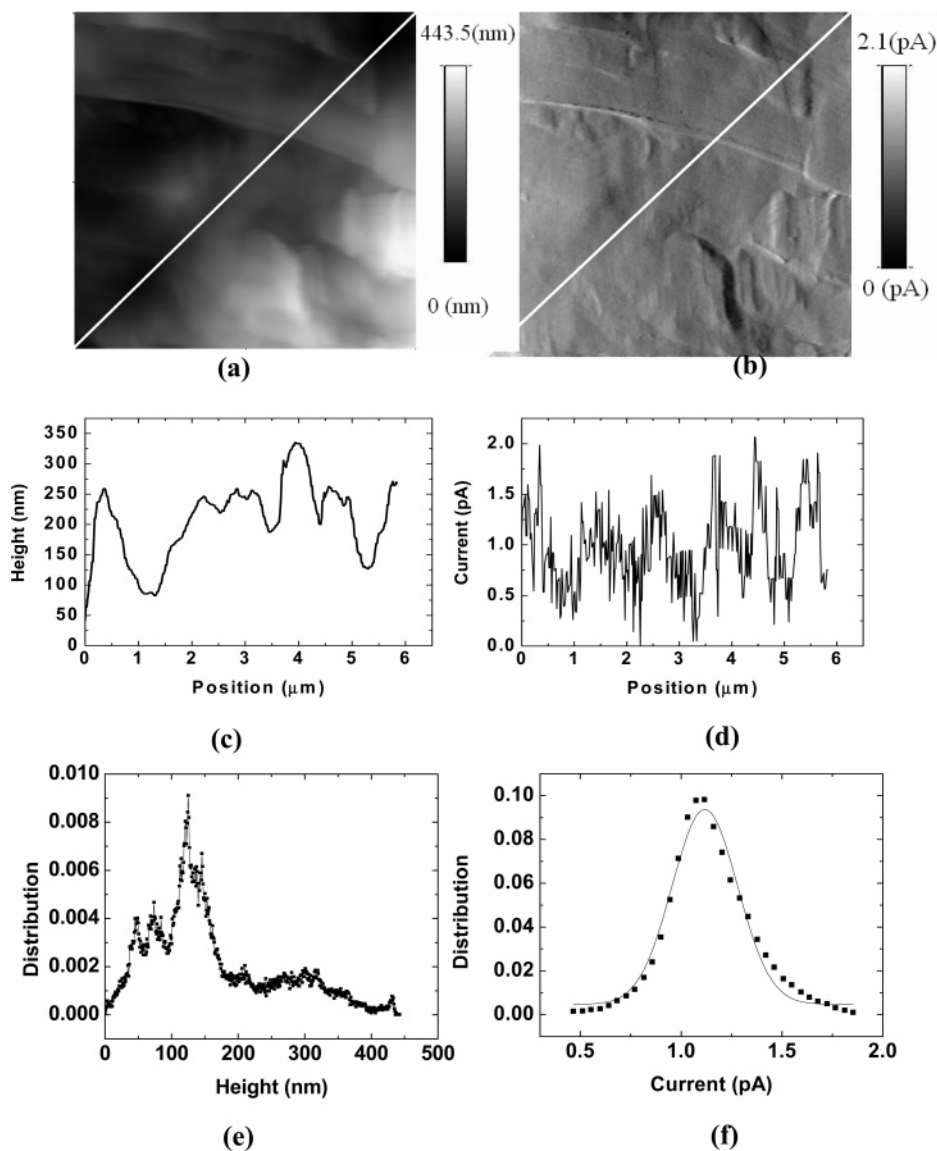 443.5(nm)
0 (nm)
2.1(pA)
0 (pA)
(a)
(b)
Height (nm)
350
300
250
200
150
100
50
0
0 1 2 3 4 5 6
Position (μm)
(c)
Current (pA)
2.0
1.5
1.0
0.5
0.0
0 1 2 3 4 5 6
Position (μm)
(d)
Distribution
0.010
0.008
0.006
0.004
0.002
0.000
0 100 200 300 400 500
Height (nm)
(e)
Distribution
0.10
0.08
0.06
0.04
0.02
0.00
0.5 1.0 1.5 2.0
Current (pA)
(f)